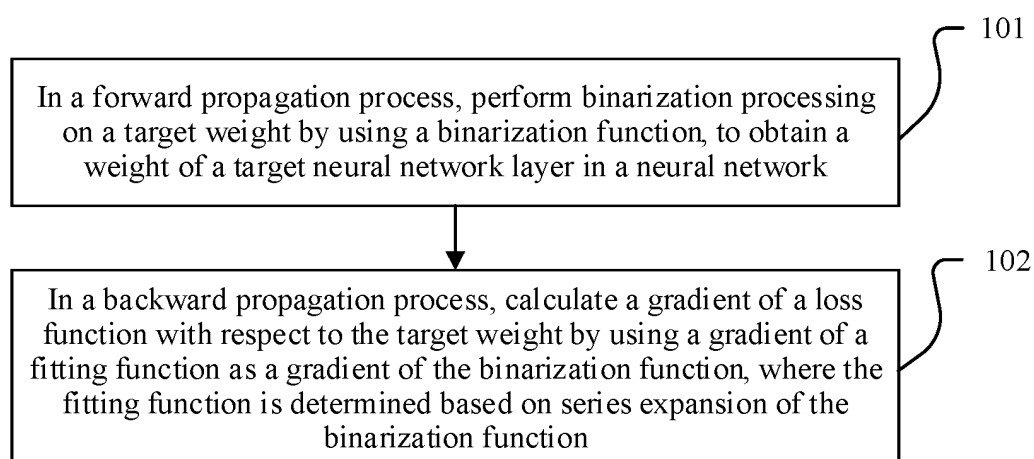 101
In a forward propagation process, perform binarization processing
on a target weight by using a binarization function, to obtain a
weight of a target neural network layer in a neural network
102
In a backward propagation process, calculate a gradient of a loss
function with respect to the target weight by using a gradient of a
fitting function as a gradient of the binarization function, where the
fitting function is determined based on series expansion of the
binarization function